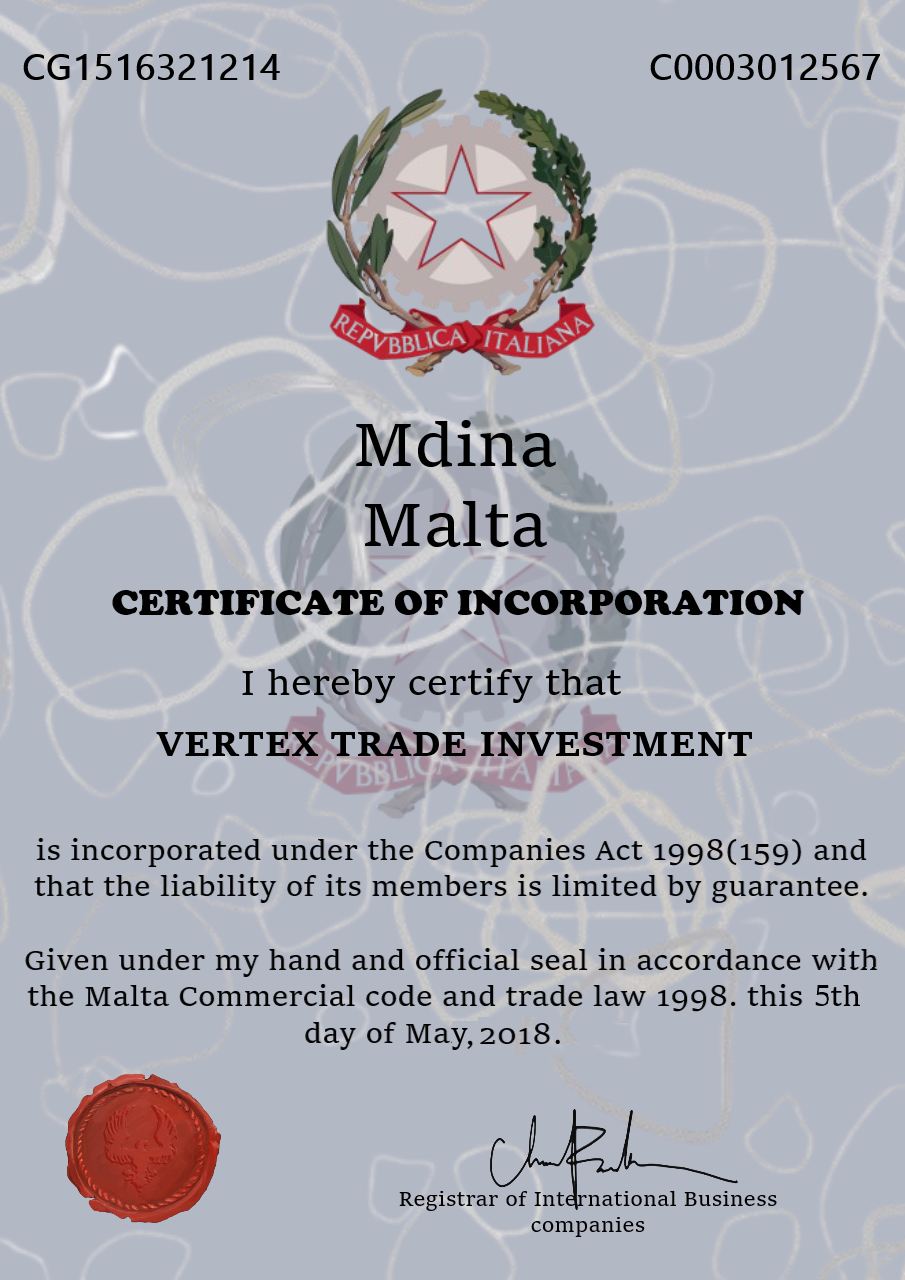 CG1516321214
C0003012567
REPVBBLICA ITALIANA
Mdina
Malta
CERTIFICATE OF INCORPORATION
I hereby certify that
VERTEX TRADE INVESTMENT
REPVBBLICA ITALIANA
is incorporated under the Companies Act 1998(159) and
that the liability of its members is limited by guarantee.
Given under my hand and official seal in accordance with
the Malta Commercial code and trade law 1998. this 5th
day of May, 2018.
Registrar of International Business
companies